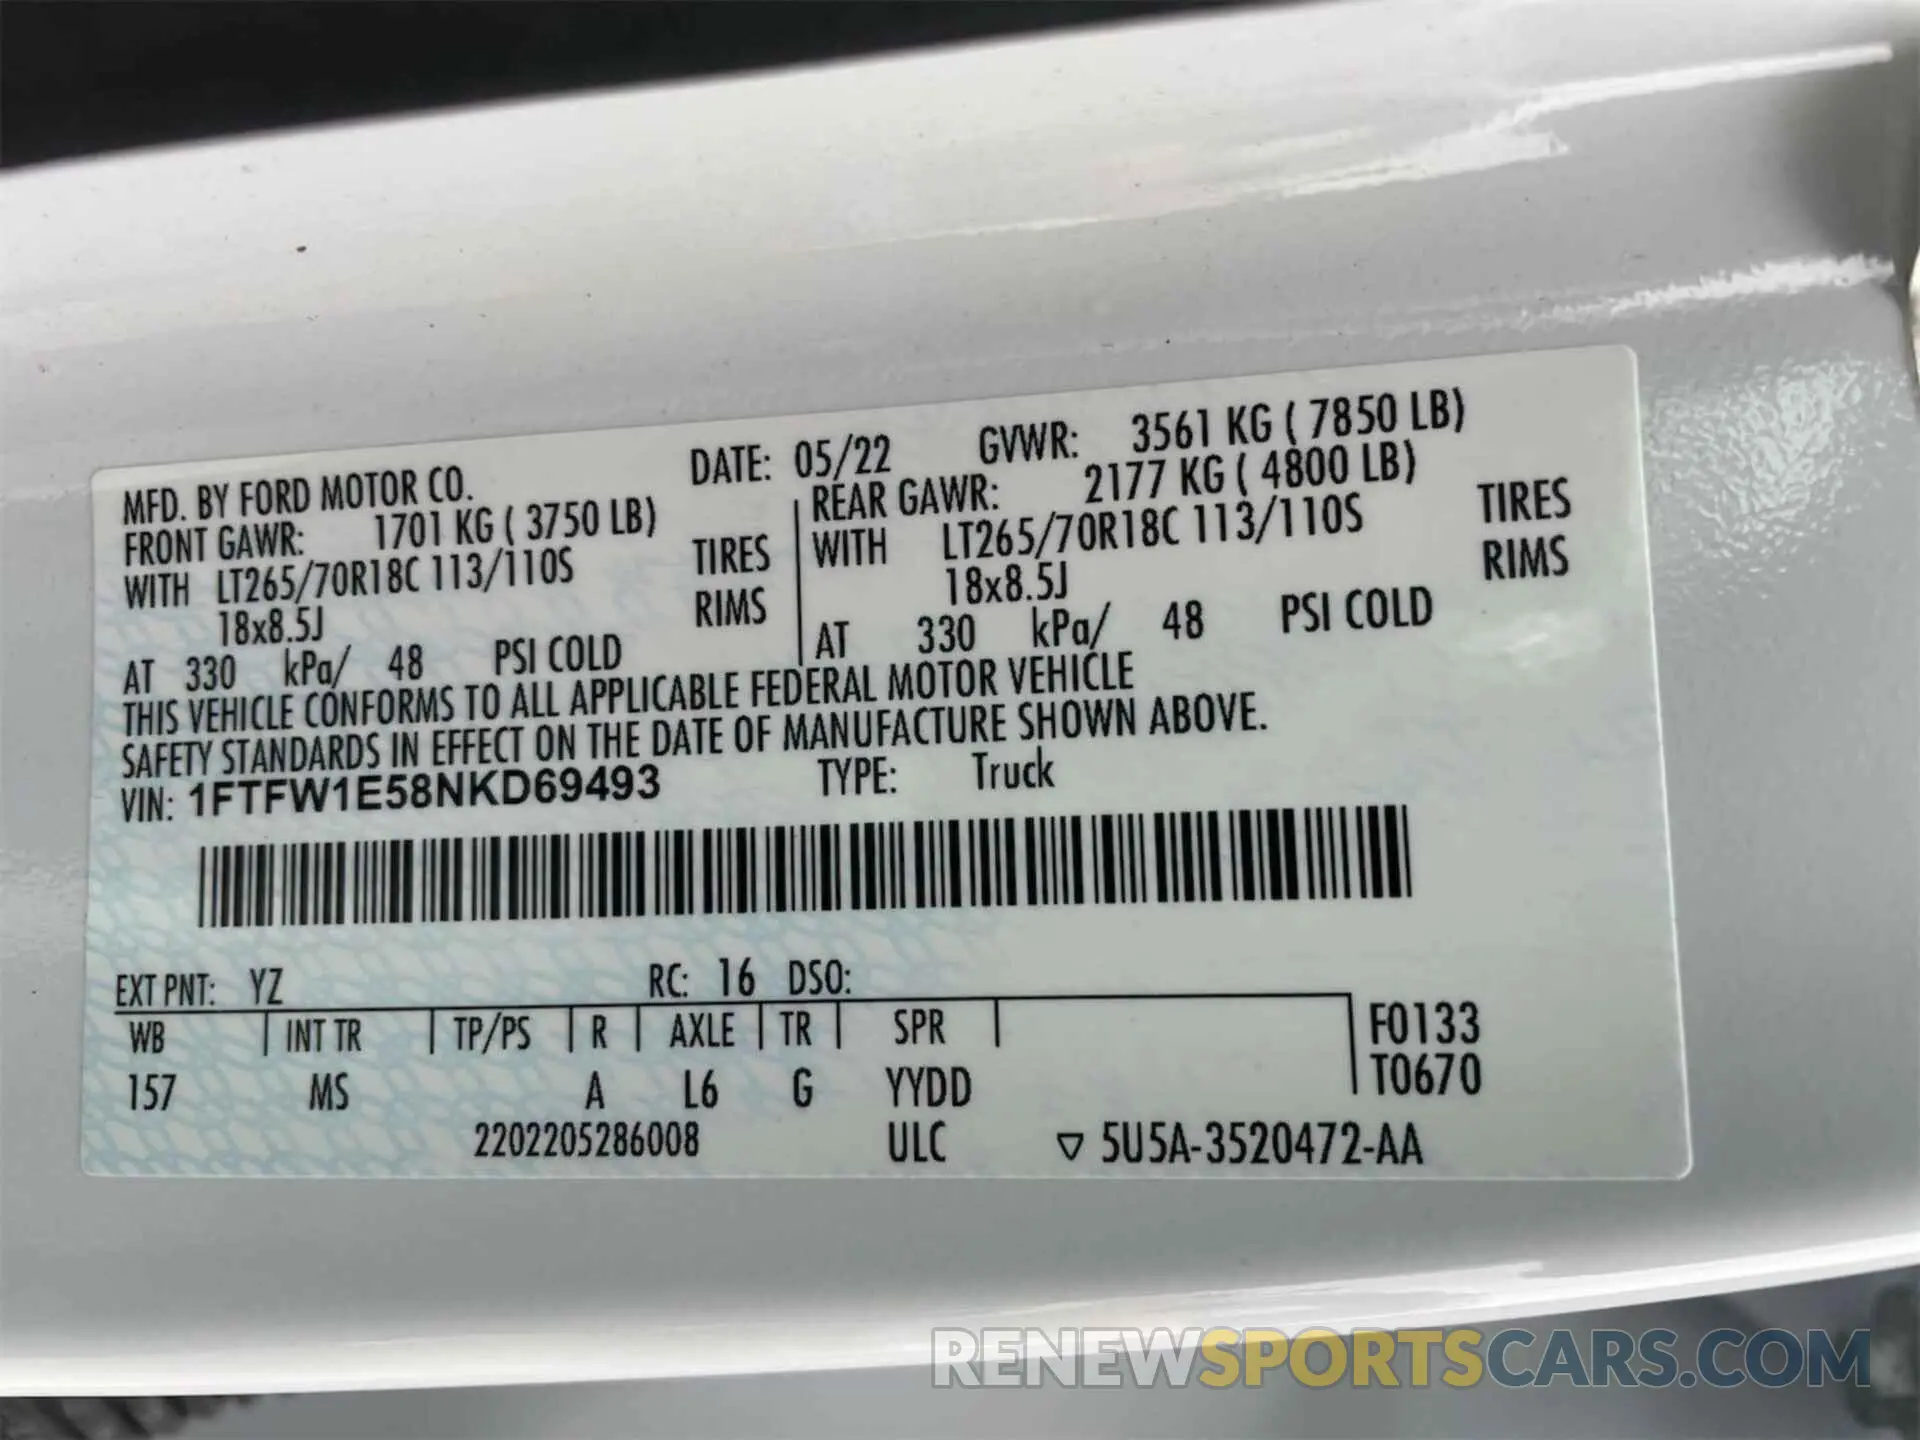 MFD. BY FORD MOTOR CO. DATE: 05/22 GVWR: 3561 KG ( 7850 LB)
FRONT GAWR: 1701 KG ( 3750 LB) REAR GAWR: 2177 KG ( 4800 LB)
WITH LT265/70R18C 113/110S TIRES WITH LT265/70R18C 113/110S TIRES
18x8.5J RIMS 18x8.5J RIMS
AT 330 kPa/ 48 PSI COLD AT 330 kPa/ 48 PSI COLD
THIS VEHICLE CONFORMS TO ALL APPLICABLE FEDERAL MOTOR VEHICLE
SAFETY STANDARDS IN EFFECT ON THE DATE OF MANUFACTURE SHOWN ABOVE.
VIN: 1FTFW1E58NKD69493 TYPE: Truck
EXT PNT: YZ RC: 16 DSO:
WB INT TR TP/PS R AXLE TR SPR F0133
157 MS A L6 G YYDD T0670
2202205286008 ULC ▽ 5U5A-3520472-AA
RENEWSPORTSCARS.COM